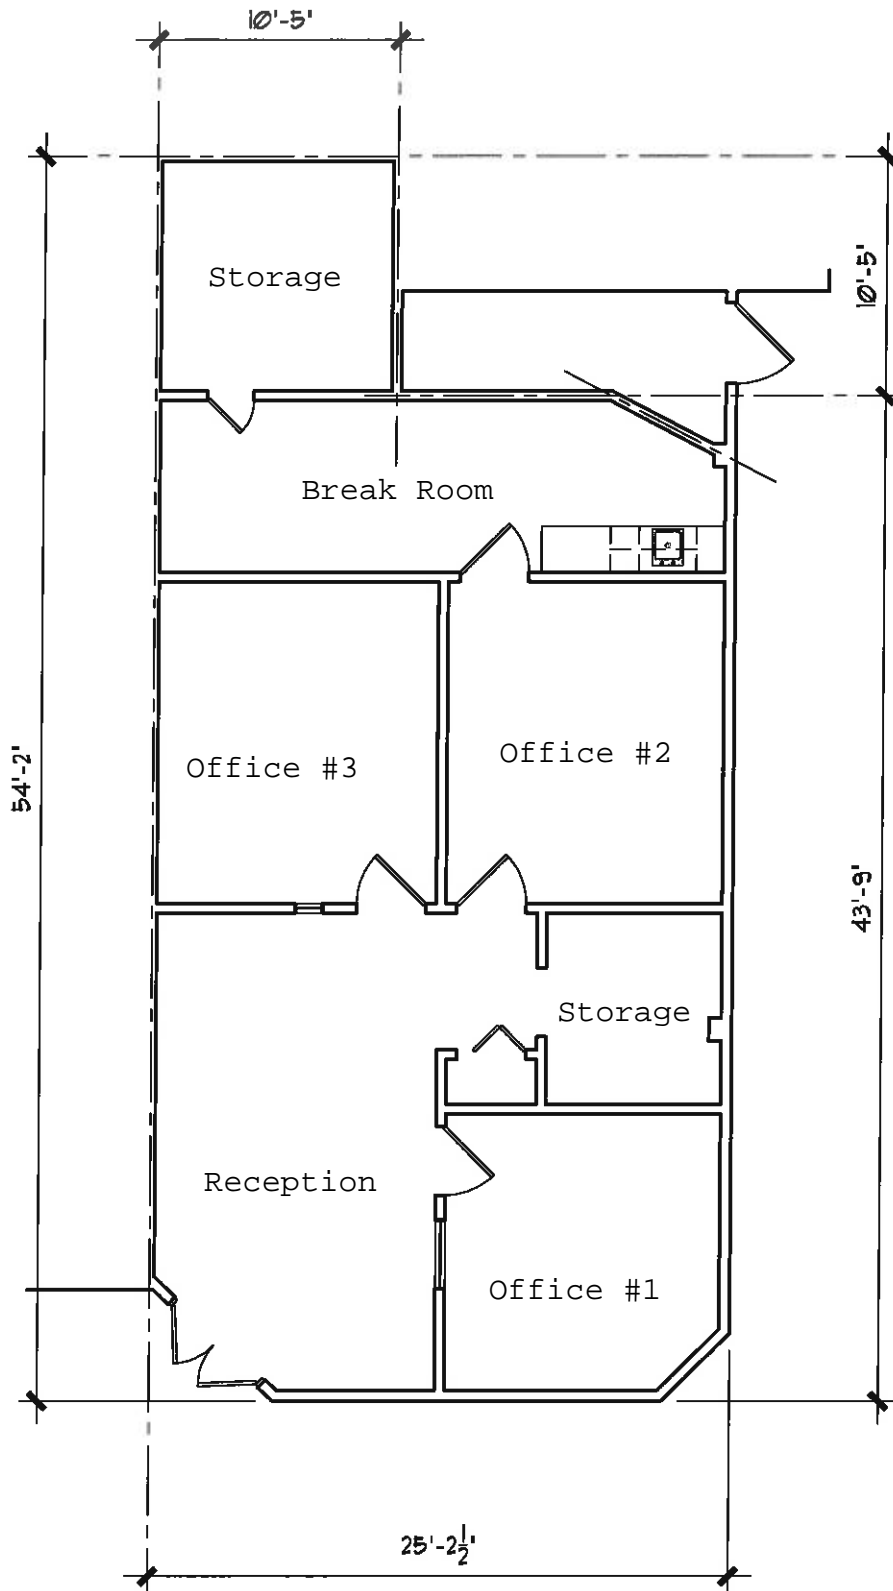 10'-5"
Storage
10'-5"
Break Room
54'-2"
Office #3
Office #2
43'-9"
Storage
Reception
Office #1
25'-2½"